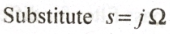 Substitute s = jΩ